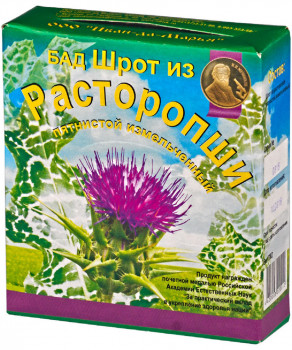 ООО "Иван-да-Марья"
БАД Шрот из
Расторопши
пятнистой измельченный
Продукт награжден
почетной медалью Российской
Академии Естественных Наук
"За практический вклад
в укрепление здоровья нации"